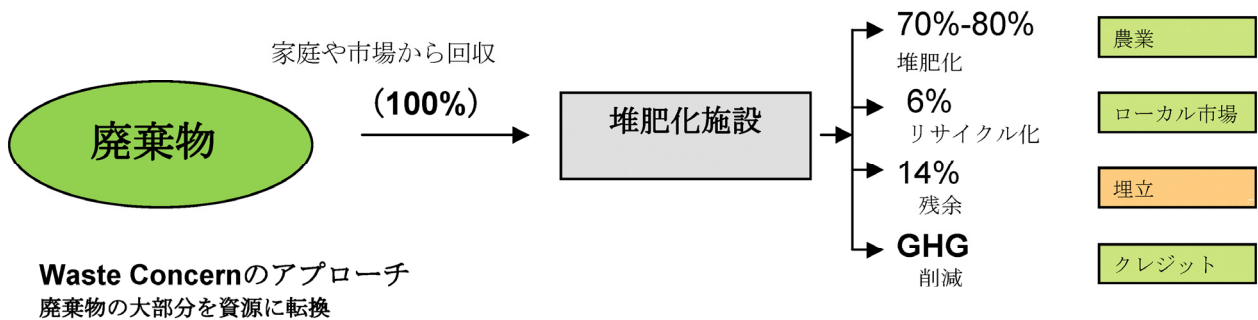 家庭や市場から回収
(100%)
廃棄物
堆肥化施設
70%-80%
堆肥化
農業
6%
リサイクル化
ローカル市場
14%
残余
埋立
GHG
削減
クレジット
Waste Concernのアプローチ
廃棄物の大部分を資源に転換